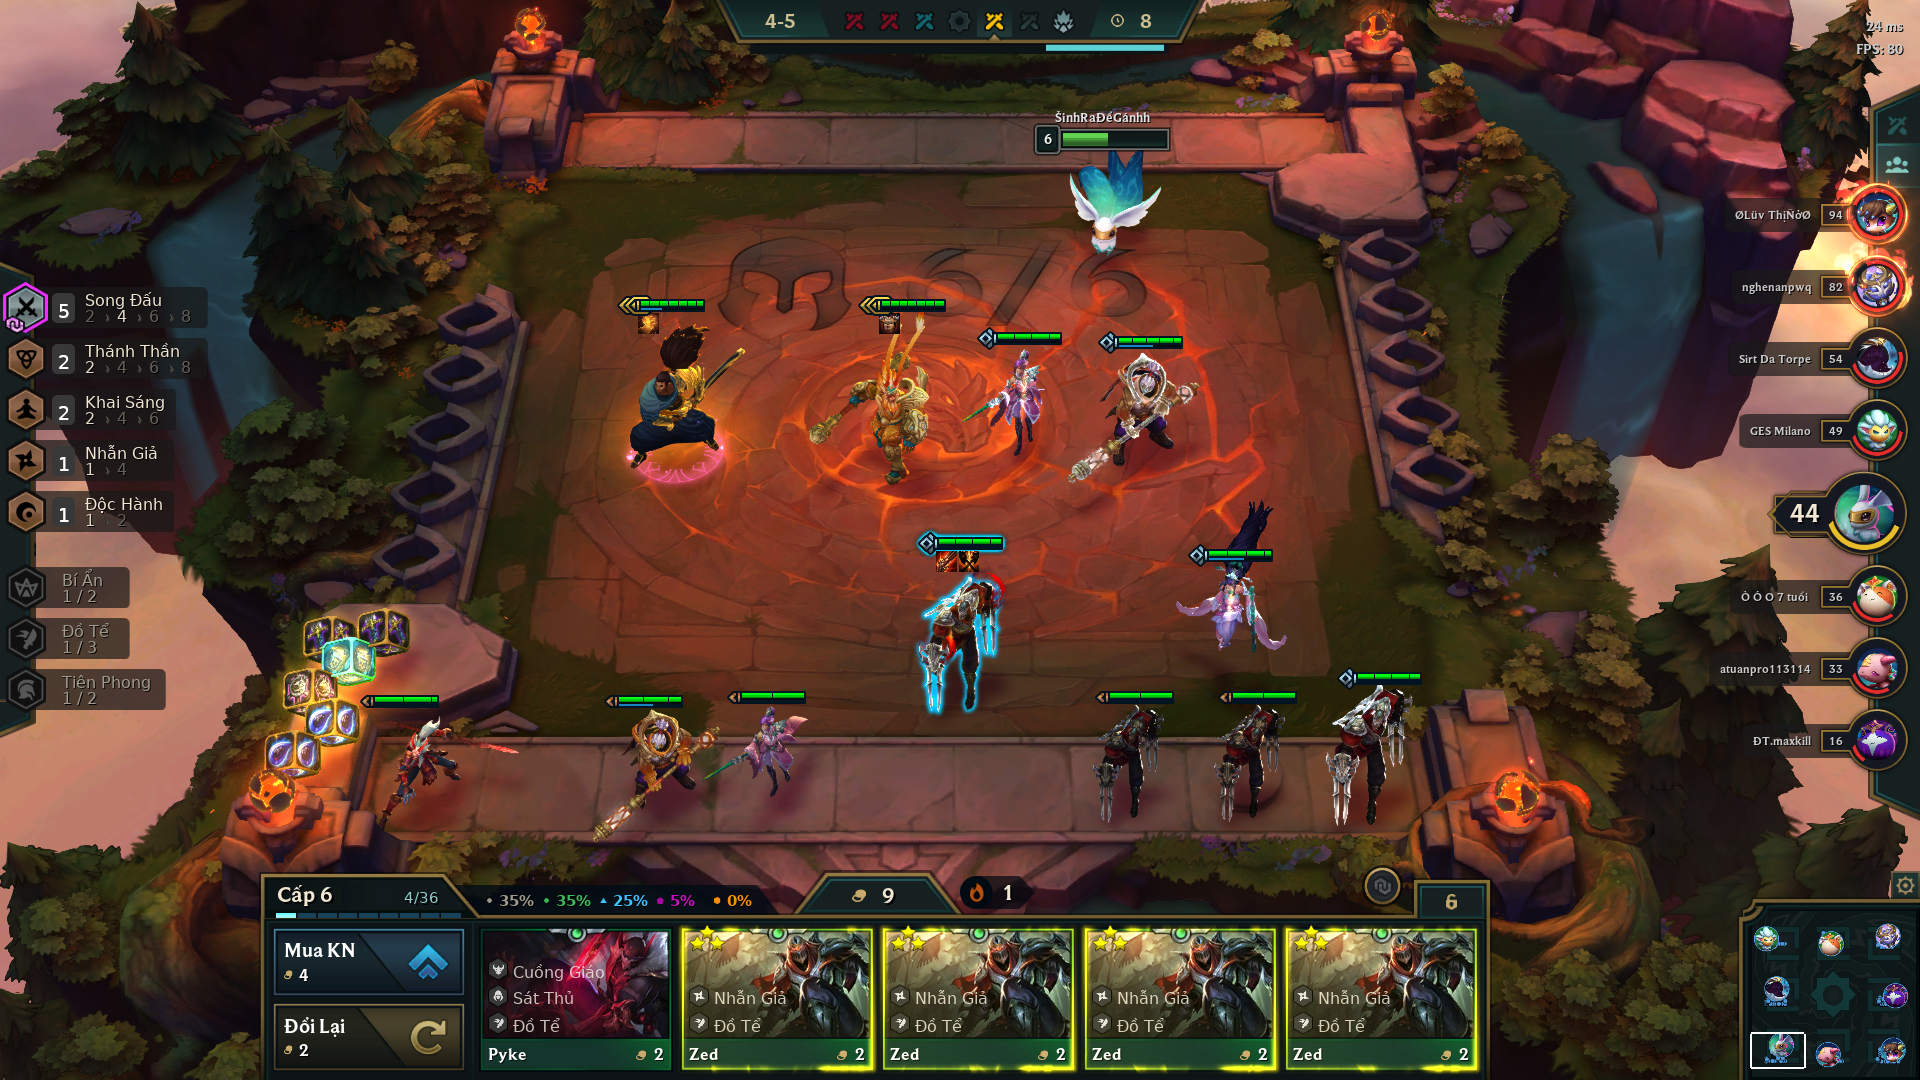 4-5
8
24 ms
FPS: 80
ŠinhRaĐểGánhh
6
6/6
ØLüv ThịÑởØ
94
nghenanpwq
82
Sirt Da Torpe
54
GES Milano
49
44
Ò Ó O 7 tuổi
36
atuanpro113114
33
ĐT.maxkill
16
5
Song Đấu
2 › 4 › 6 › 8
2
Thánh Thần
2 › 4 › 6 › 8
2
Khai Sáng
2 › 4 › 6
1
Nhẫn Giả
1 › 4
1
Độc Hành
1 › 2
Bí Ẩn
1 / 2
Đồ Tể
1 / 3
Tiên Phong
1 / 2
Cấp 6
4/36
35%
35%
25%
5%
0%
9
1
6
Mua KN
4
Đổi Lại
2
Cuồng Giáo
Sát Thủ
Đồ Tể
Pyke
2
Nhẫn Giả
Đồ Tể
Zed
2
Nhẫn Giả
Đồ Tể
Zed
2
Nhẫn Giả
Đồ Tể
Zed
2
Nhẫn Giả
Đồ Tể
Zed
2